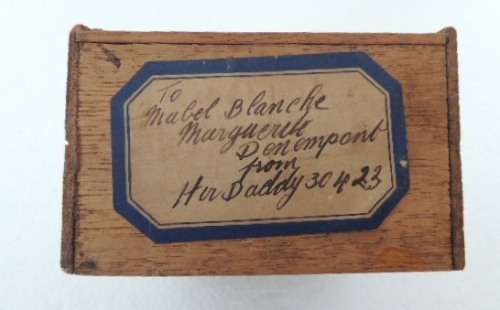 To
Mabel Blanche
Marguerite
Denempont
from
Her Daddy 30 4 23